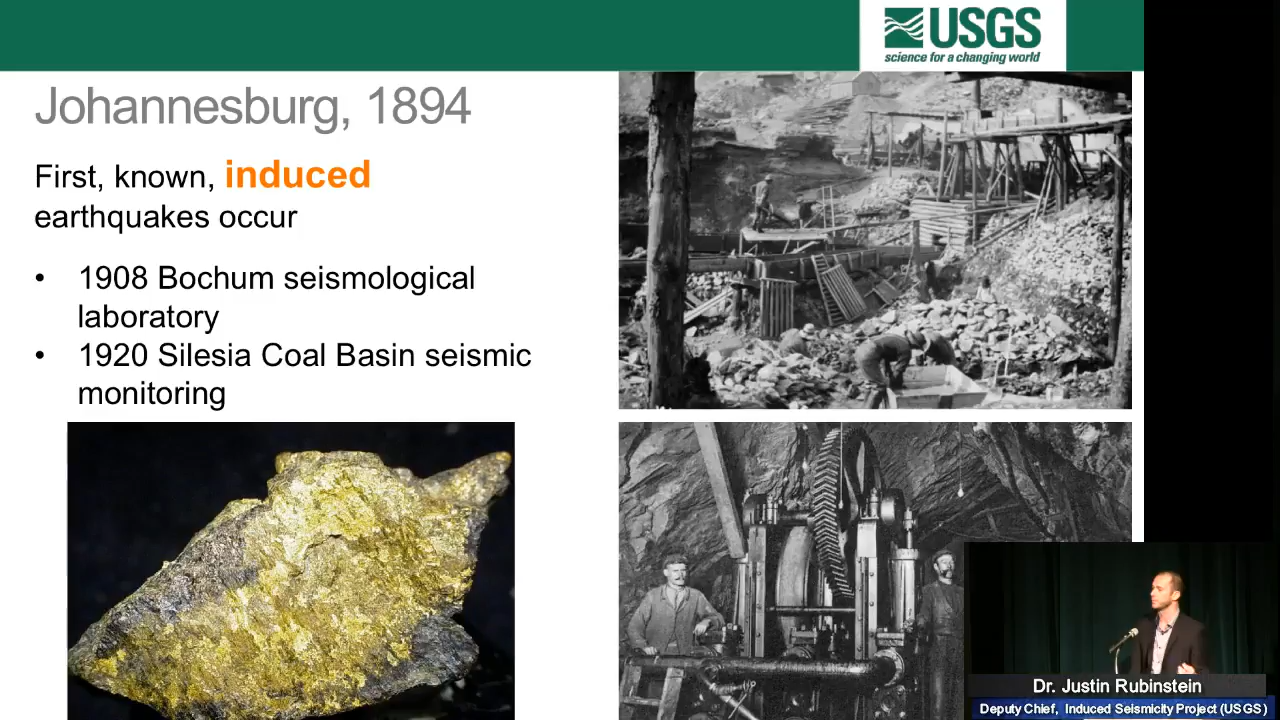 USGS
science for a changing world
Johannesburg, 1894
First, known, induced
earthquakes occur
• 1908 Bochum seismological
laboratory
• 1920 Silesia Coal Basin seismic
monitoring
Dr. Justin Rubinstein
Deputy Chief, Induced Seismicity Project (USGS)